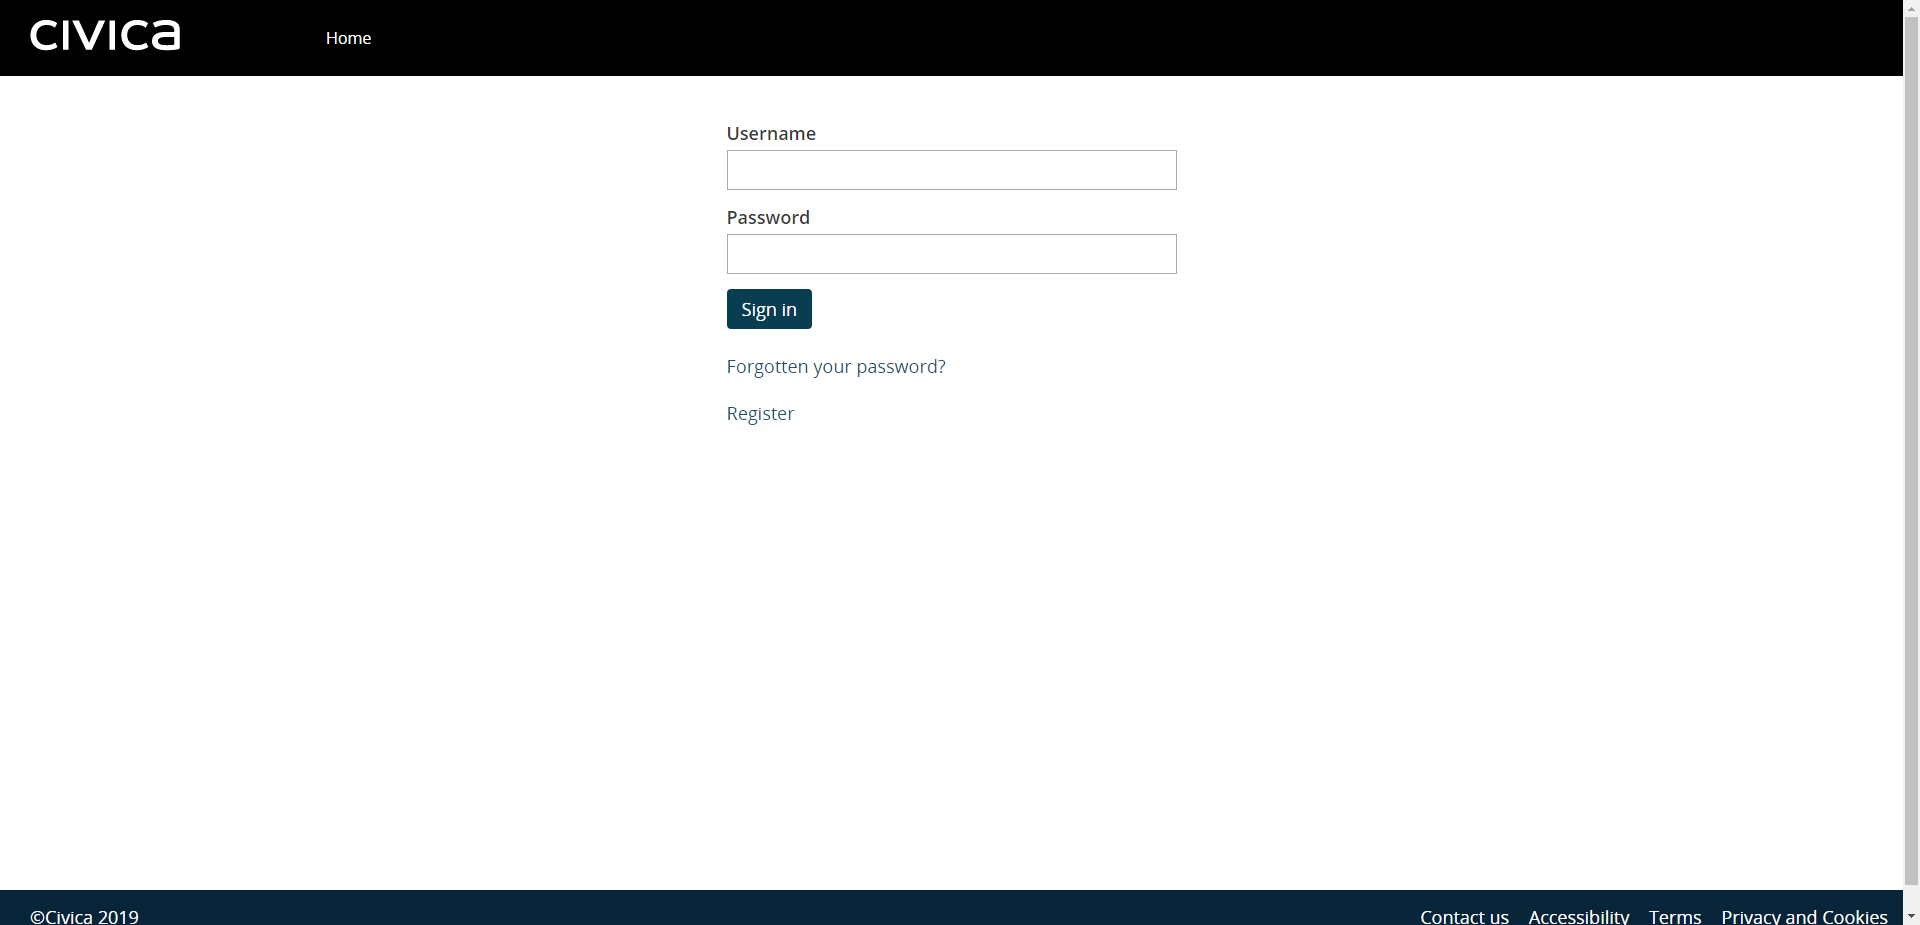 civica
Home
Username
Password
Sign in
Forgotten your password?
Register
©Civica 2019
Contact us Accessibility Terms Privacy and Cookies